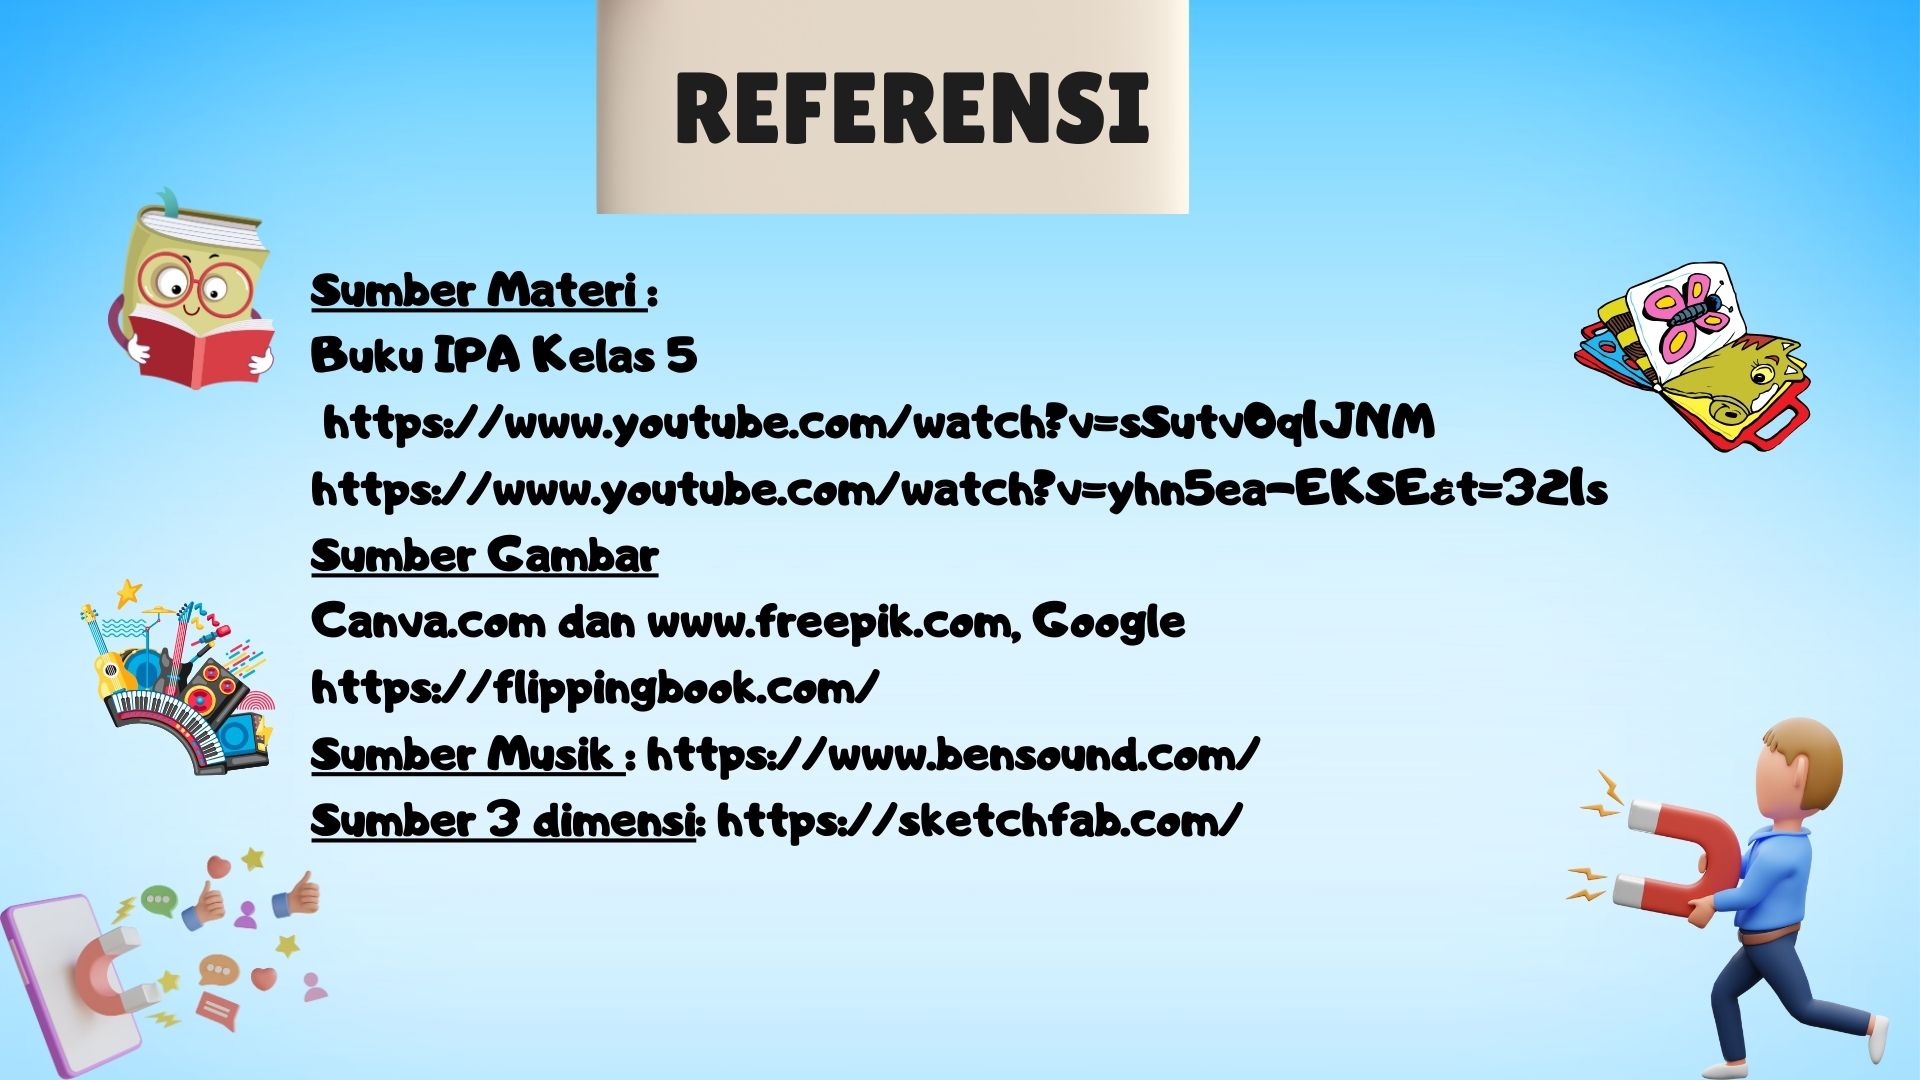 REFERENSI
Sumber Materi :
Buku IPA Kelas 5
https://www.youtube.com/watch?v=sSutv0qlJNM
https://www.youtube.com/watch?v=yhn5ea-EKSE&t=321s
Sumber Gambar
Canva.com dan www.freepik.com, Google
https://flippingbook.com/
Sumber Musik : https://www.bensound.com/
Sumber 3 dimensi: https://sketchfab.com/